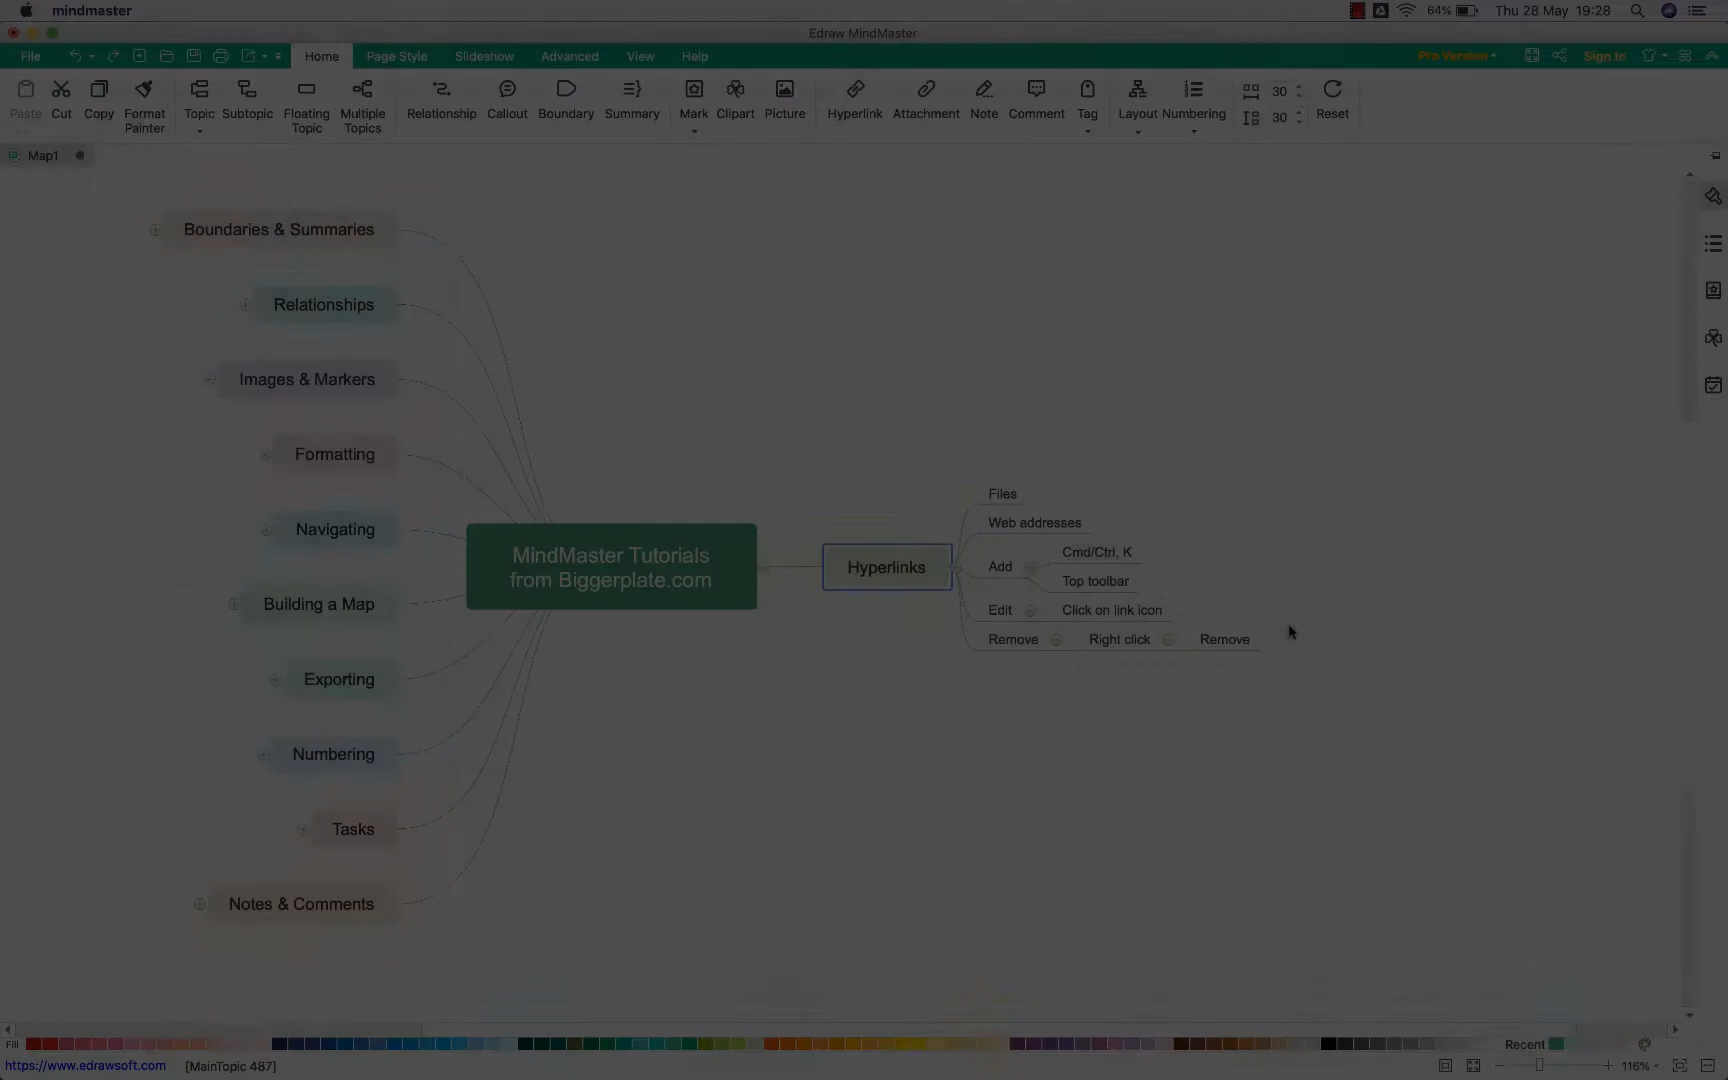 mindmaster
64%
Thu 28 May 19:28
Edraw MindMaster
File
Home
Page Style
Slideshow
Advanced
View
Help
Pro Version
Sign In
Paste
Cut
Copy
Format
Painter
Topic
Subtopic
Floating
Topic
Multiple
Topics
Relationship
Callout
Boundary
Summary
Mark
Clipart
Picture
Hyperlink
Attachment
Note
Comment
Tag
Layout
Numbering
30
30
Reset
Map1
Boundaries & Summaries
Relationships
Images & Markers
Formatting
Navigating
Building a Map
Exporting
Numbering
Tasks
Notes & Comments
MindMaster Tutorials
from Biggerplate.com
Hyperlinks
Files
Web addresses
Add
Cmd/Ctrl, K
Top toolbar
Edit
Click on link icon
Remove
Right click
Remove
Fill
Recent
https://www.edrawsoft.com
[MainTopic 487]
116%